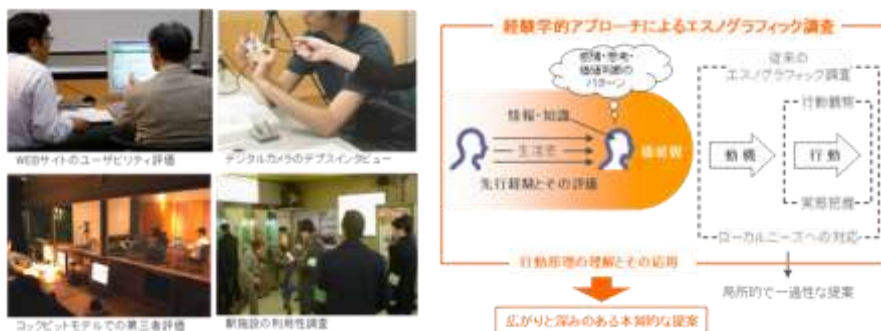 WEBサイトのユーザビリティ評価
デジタルカメラのデプスインタビュー
コックピットモデルでの第三者評価
駅施設の利用性調査
経験学的アプローチによるエスノグラフィック調査
感情・思考・
価値判断の
パターン
情報・知識
生活史
先行経験とその評価
価値観
従来の
エスノグラフィック調査
行動観察
動機
行動
実態把握
ローカルニーズへの対応
行動原理の理解とその応用
局所的で一過性な提案
広がりと深みのある本質的な提案